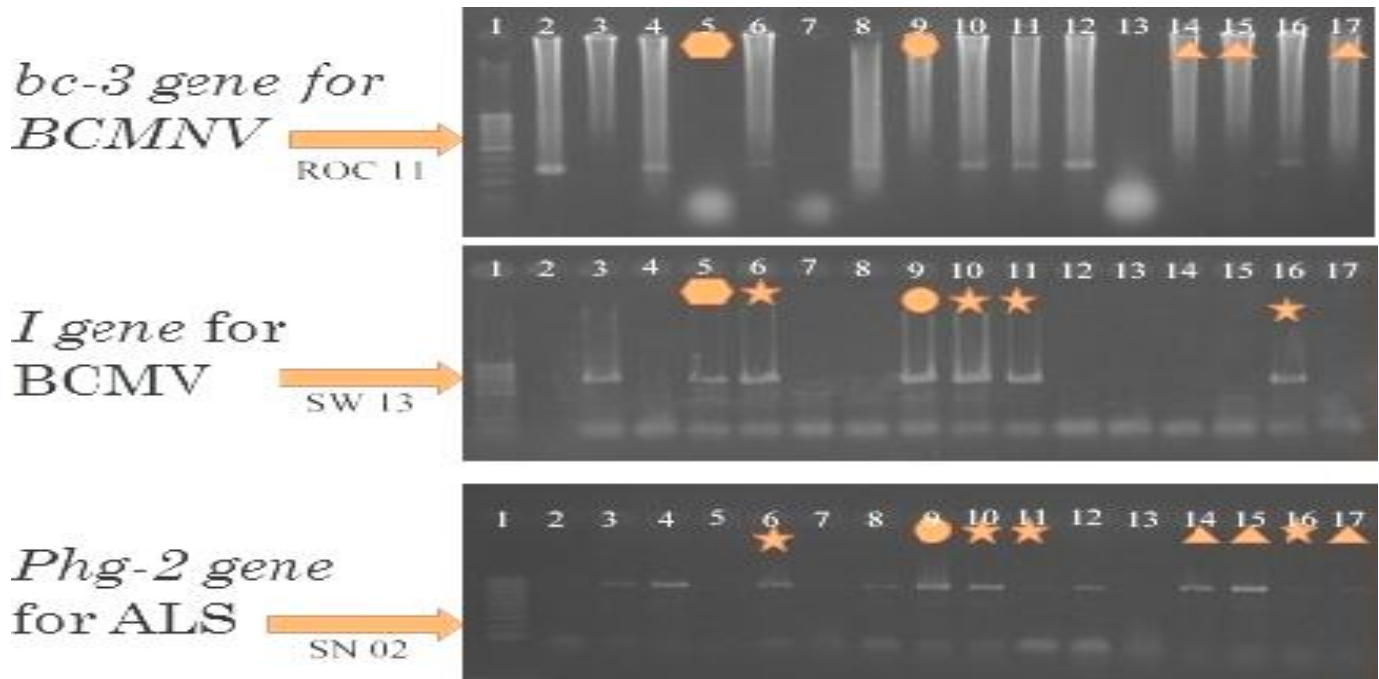 1 2 3 4 5 6 7 8 9 10 11 12 13 14 15 16 17
bc-3 gene for
BCMNV
ROC 11
1 2 3 4 5 6 7 8 9 10 11 12 13 14 15 16 17
I gene for
BCMV
SW 13
1 2 3 4 5 6 7 8 9 10 11 12 13 14 15 16 17
Phg-2 gene
for ALS
SN 02